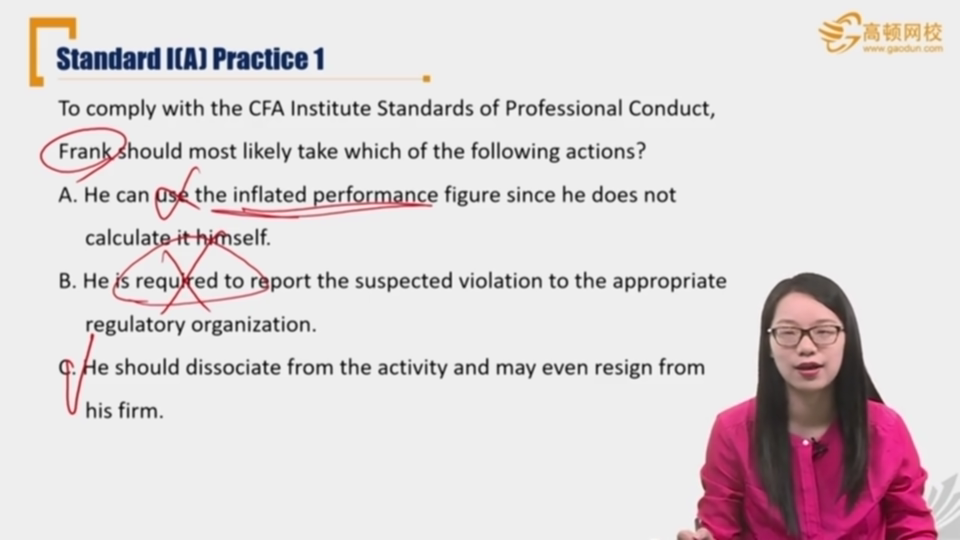 高顿网校
www.gaodun.com
Standard I(A) Practice 1
To comply with the CFA Institute Standards of Professional Conduct,
Frank should most likely take which of the following actions?
A. He can use the inflated performance figure since he does not
calculate it himself.
B. He is required to report the suspected violation to the appropriate
regulatory organization.
C. He should dissociate from the activity and may even resign from
his firm.